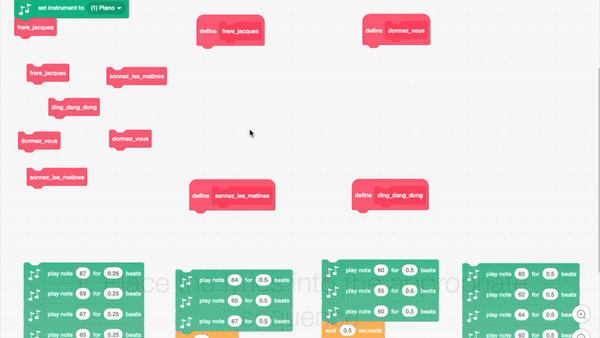 set instrument to (1) Piano
frere_jacques
define frere_jacques
define dormez_vous
frere_jacques
sonnez_les_matines
ding_dang_dong
dormez_vous
dormez_vous
sonnez_les_matines
define sonnez_les_matines
define ding_dang_dong
play note 67 for 0.25 beats
play note 69 for 0.25 beats
play note 67 for 0.25 beats
play note 65 for 0.25 beats
play note 64 for 0.5 beats
play note 65 for 0.5 beats
play note 67 for 0.5 beats
play note 60 for 0.5 beats
play note 55 for 0.5 beats
play note 60 for 0.5 beats
wait 0.5 seconds
play note 60 for 0.5 beats
play note 62 for 0.5 beats
play note 64 for 0.5 beats
play note 60 for 0.5 beats